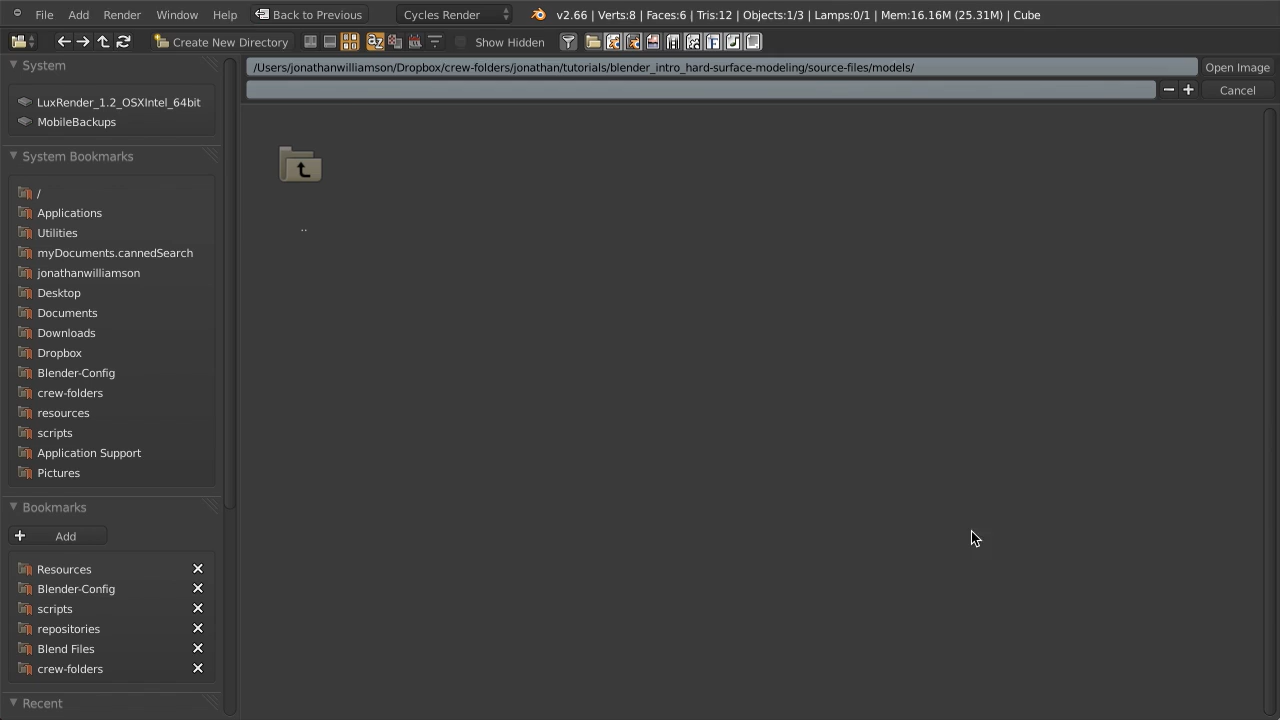 File Add Render Window Help Back to Previous Cycles Render v2.66 | Verts:8 | Faces:6 | Tris:12 | Objects:1/3 | Lamps:0/1 | Mem:16.16M (25.31M) | Cube
Create New Directory Show Hidden
System
LuxRender_1.2_OSXIntel_64bit
MobileBackups
System Bookmarks
/
Applications
Utilities
myDocuments.cannedSearch
jonathanwilliamson
Desktop
Documents
Downloads
Dropbox
Blender-Config
crew-folders
resources
scripts
Application Support
Pictures
Bookmarks
Add
Resources
Blender-Config
scripts
repositories
Blend Files
crew-folders
Recent
/Users/jonathanwilliamson/Dropbox/crew-folders/jonathan/tutorials/blender_intro_hard-surface-modeling/source-files/models/
Open Image
Cancel
..